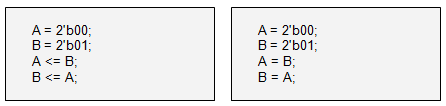 A = 2'b00;
B = 2'b01;
A <= B;
B <= A;
A = 2'b00;
B = 2'b01;
A = B;
B = A;